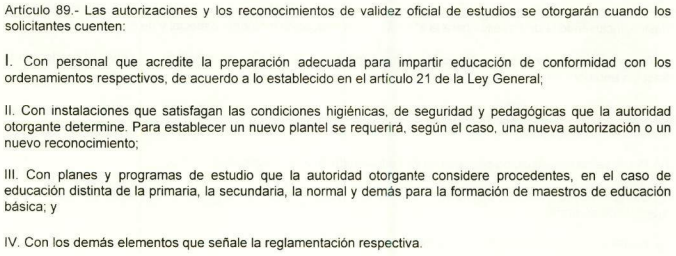 Artículo 89.- Las autorizaciones y los reconocimientos de validez oficial de estudios se otorgarán cuando los
solicitantes cuenten:
I. Con personal que acredite la preparación adecuada para impartir educación de conformidad con los
ordenamientos respectivos, de acuerdo a lo establecido en el artículo 21 de la Ley General;
II. Con instalaciones que satisfagan las condiciones higiénicas, de seguridad y pedagógicas que la autoridad
otorgante determine. Para establecer un nuevo plantel se requerirá, según el caso, una nueva autorización o un
nuevo reconocimiento;
III. Con planes y programas de estudio que la autoridad otorgante considere procedentes, en el caso de
educación distinta de la primaria, la secundaria, la normal y demás para la formación de maestros de educación
básica; y
IV. Con los demás elementos que señale la reglamentación respectiva.